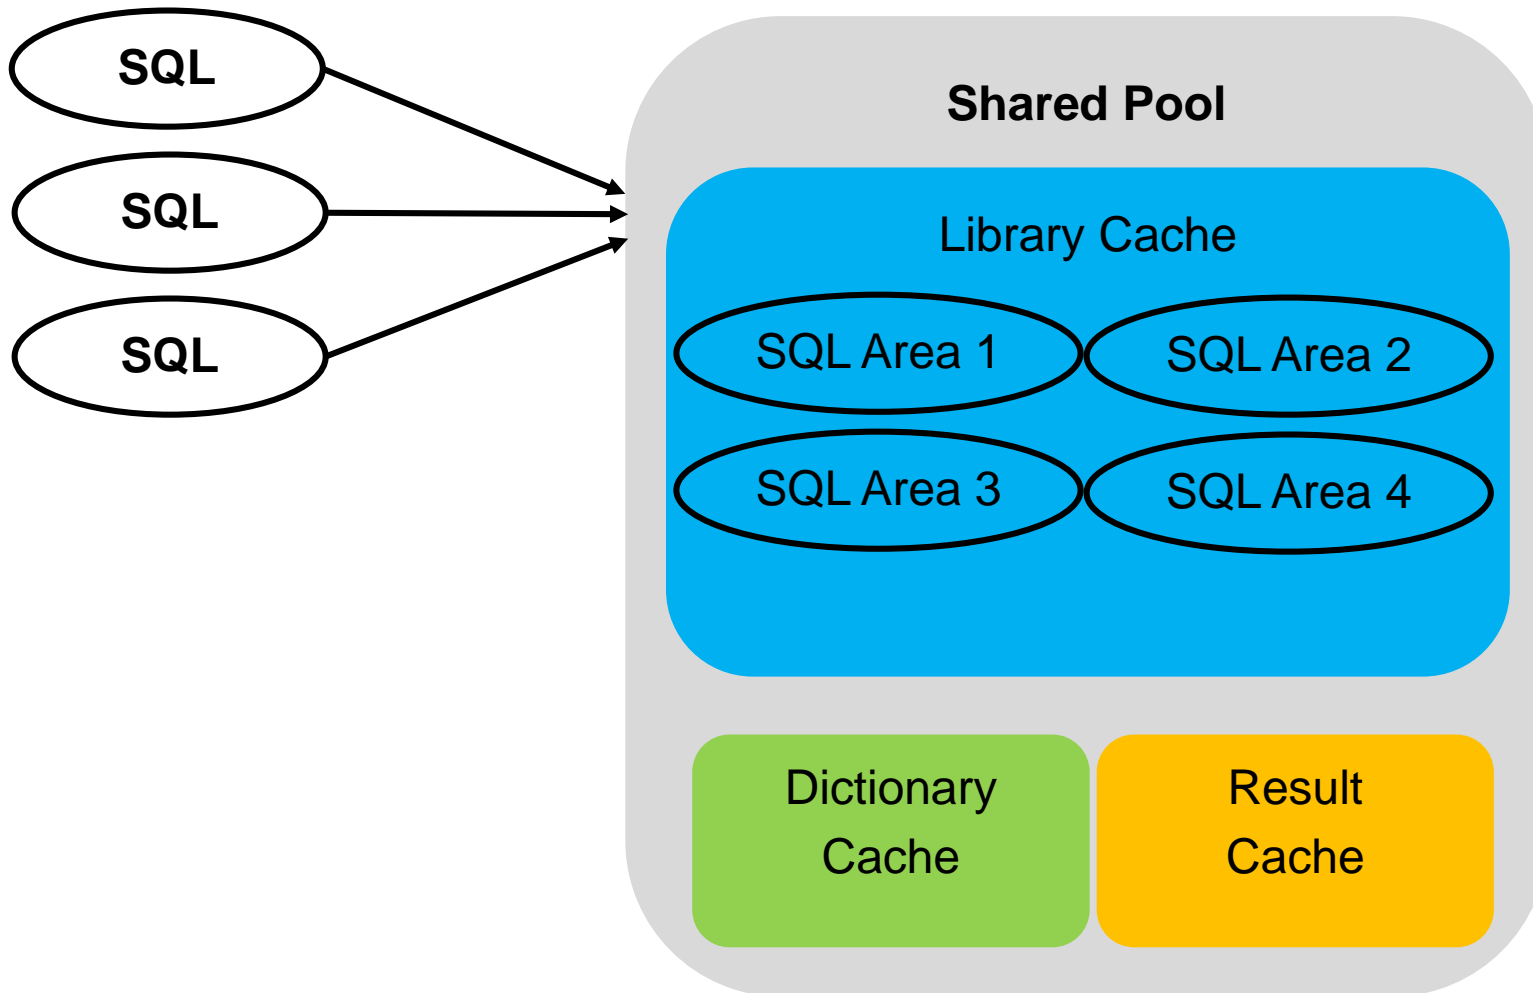 SQL
SQL
SQL
Shared Pool
Library Cache
SQL Area 1
SQL Area 2
SQL Area 3
SQL Area 4
Dictionary
Cache
Result
Cache